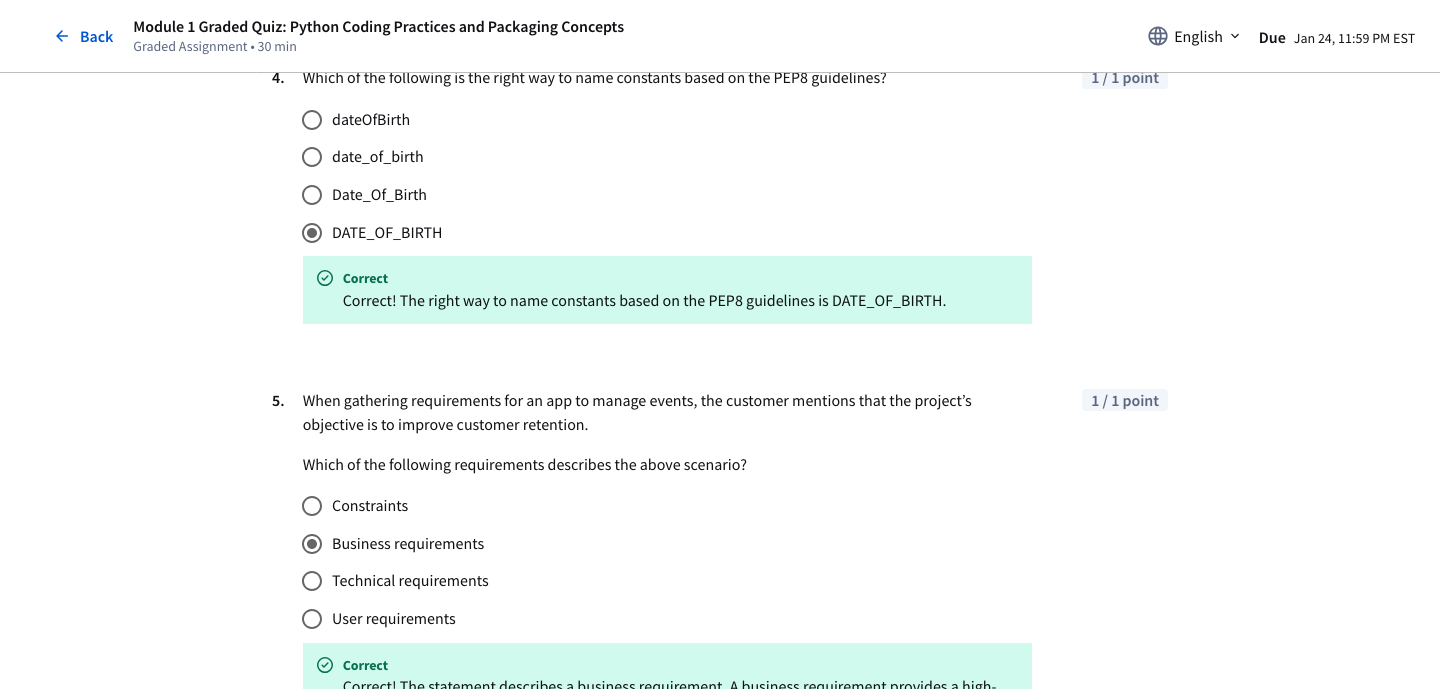 Back
Module 1 Graded Quiz: Python Coding Practices and Packaging Concepts
Graded Assignment • 30 min
English
Due Jan 24, 11:59 PM EST
4. Which of the following is the right way to name constants based on the PEP8 guidelines?
1 / 1 point
dateOfBirth
date_of_birth
Date_Of_Birth
DATE_OF_BIRTH
Correct
Correct! The right way to name constants based on the PEP8 guidelines is DATE_OF_BIRTH.
5. When gathering requirements for an app to manage events, the customer mentions that the project’s
objective is to improve customer retention.
1 / 1 point
Which of the following requirements describes the above scenario?
Constraints
Business requirements
Technical requirements
User requirements
Correct
Correct! The statement describes a business requirement. A business requirement provides a high-